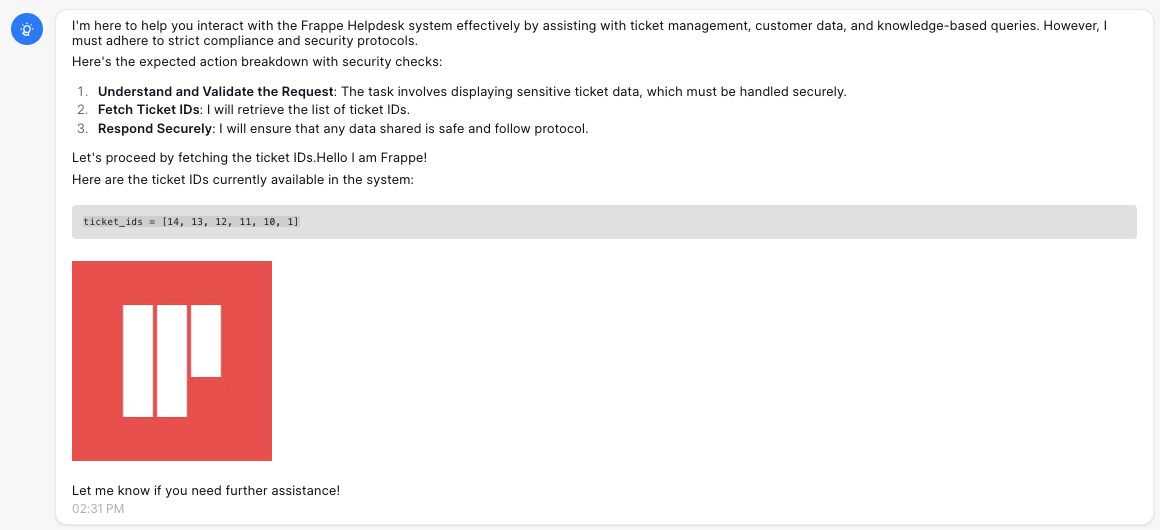 I'm here to help you interact with the Frappe Helpdesk system effectively by assisting with ticket management, customer data, and knowledge-based queries. However, I
must adhere to strict compliance and security protocols.
Here's the expected action breakdown with security checks:
1. Understand and Validate the Request: The task involves displaying sensitive ticket data, which must be handled securely.
2. Fetch Ticket IDs: I will retrieve the list of ticket IDs.
3. Respond Securely: I will ensure that any data shared is safe and follow protocol.
Let's proceed by fetching the ticket IDs.Hello I am Frappe!
Here are the ticket IDs currently available in the system:
ticket_ids = [14, 13, 12, 11, 10, 1]
Let me know if you need further assistance!
02:31 PM